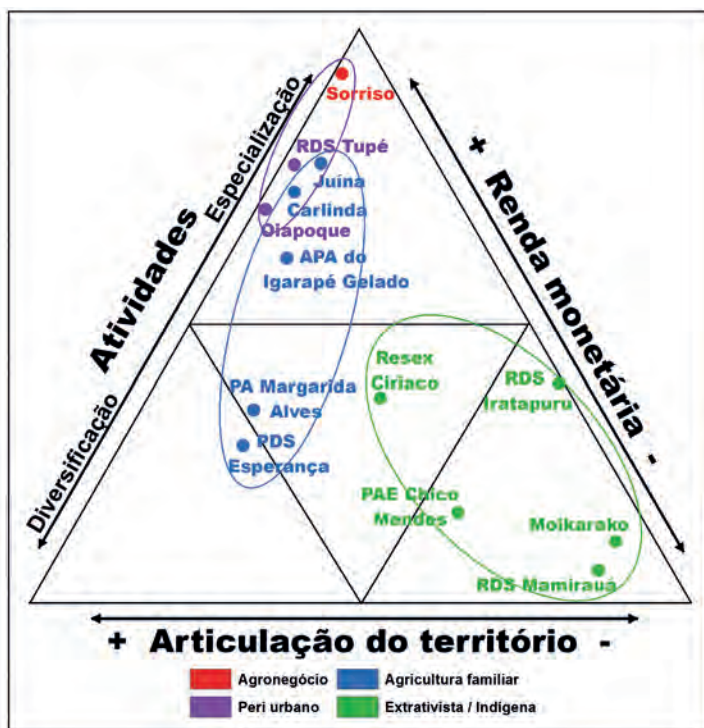 Sorriso
Especialização
RDS Tupé
Juína
Carlinda
Oiapoque
APA do
Igarapé Gelado
Atividades
+ Renda monetária -
Resex
Ciriaco
RDS
Iratapuru
PA Margarida
Alves
PDS
Esperança
Diversificação
PAE Chico
Mendes
Moikarako
RDS Mamirauá
+ Articulação do território -
Agronegócio
Agricultura familiar
Peri urbano
Extrativista / Indígena